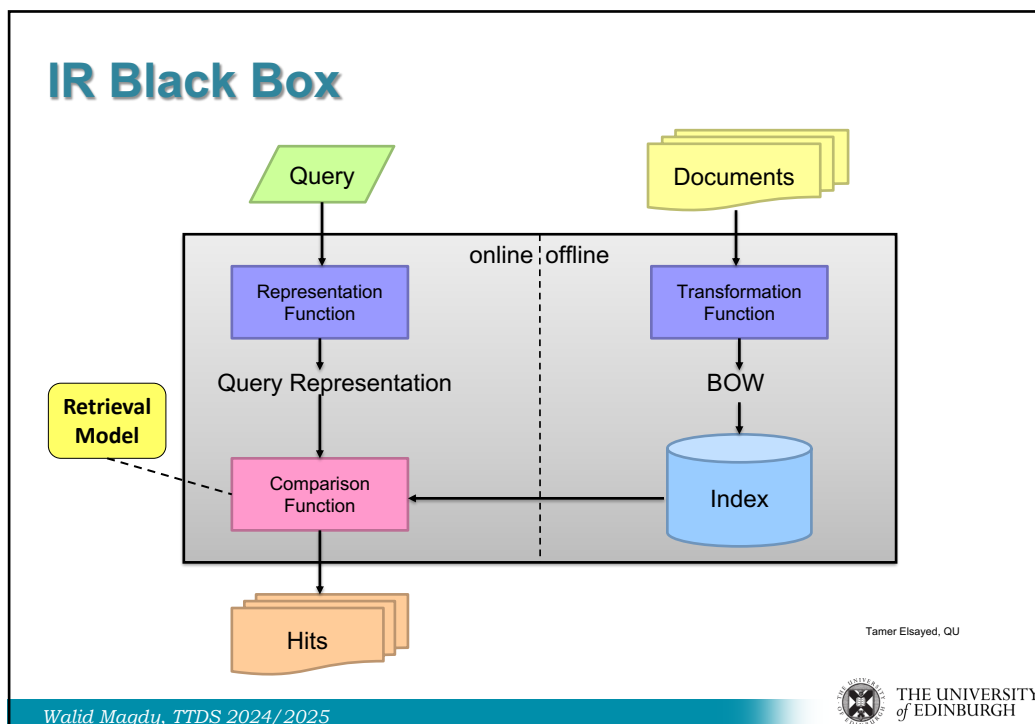 IR Black Box
Query
Documents
online offline
Representation
Function
Transformation
Function
Query Representation
BOW
Retrieval
Model
Comparison
Function
Index
Hits
Tamer Elsayed, QU
Walid Magdy, TTDS 2024/2025
THE UNIVERSITY
of EDINBURGH